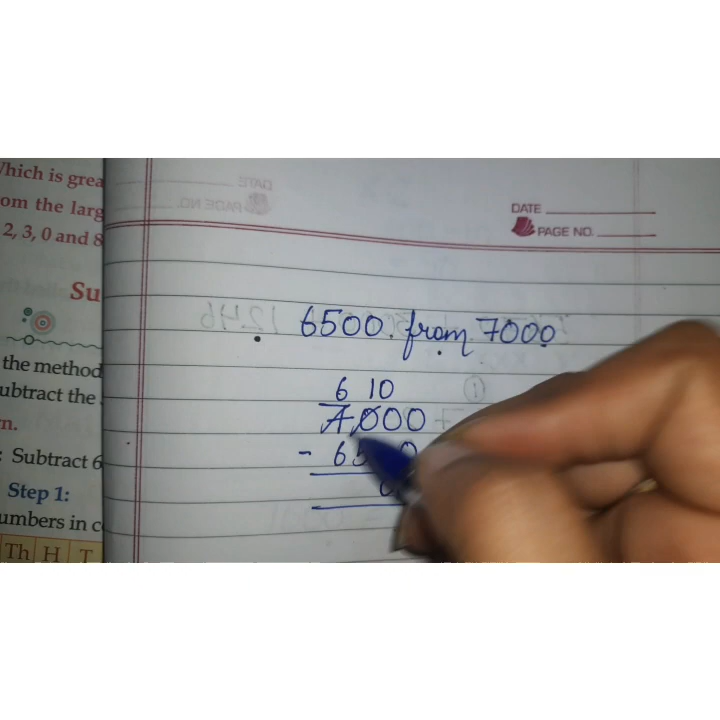 DATE
PAGE NO.
Which is grea
om the larg
2, 3, 0 and 8
Su
the method
ubtract the
n.
: Subtract 6
Step 1:
umbers in c
Th H T
6500 from 7000
6 10
7000
- 65 0
0